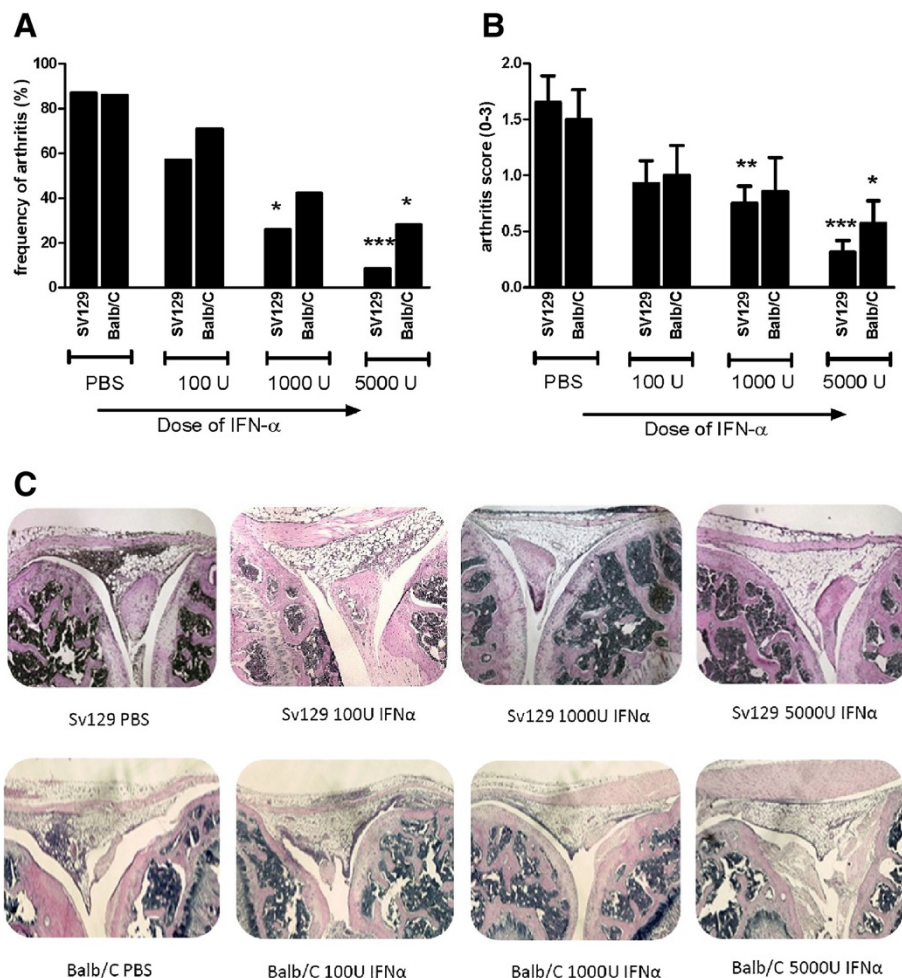 A
frequency of arthritis (%)
100
80
60
40
20
0
*
***
*
SV129
Balb/C
SV129
Balb/C
SV129
Balb/C
SV129
Balb/C
PBS
100 U
1000 U
5000 U
Dose of IFN-α
B
arthritis score (0-3)
2.0
1.5
1.0
0.5
0.0
**
***
*
SV129
Balb/C
SV129
Balb/C
SV129
Balb/C
SV129
Balb/C
PBS
100 U
1000 U
5000 U
Dose of IFN-α
C
Sv129 PBS
Sv129 100U IFNα
Sv129 1000U IFNα
Sv129 5000U IFNα
Balb/C PBS
Balb/C 100U IFNα
Balb/C 1000U IFNα
Balb/C 5000U IFNα